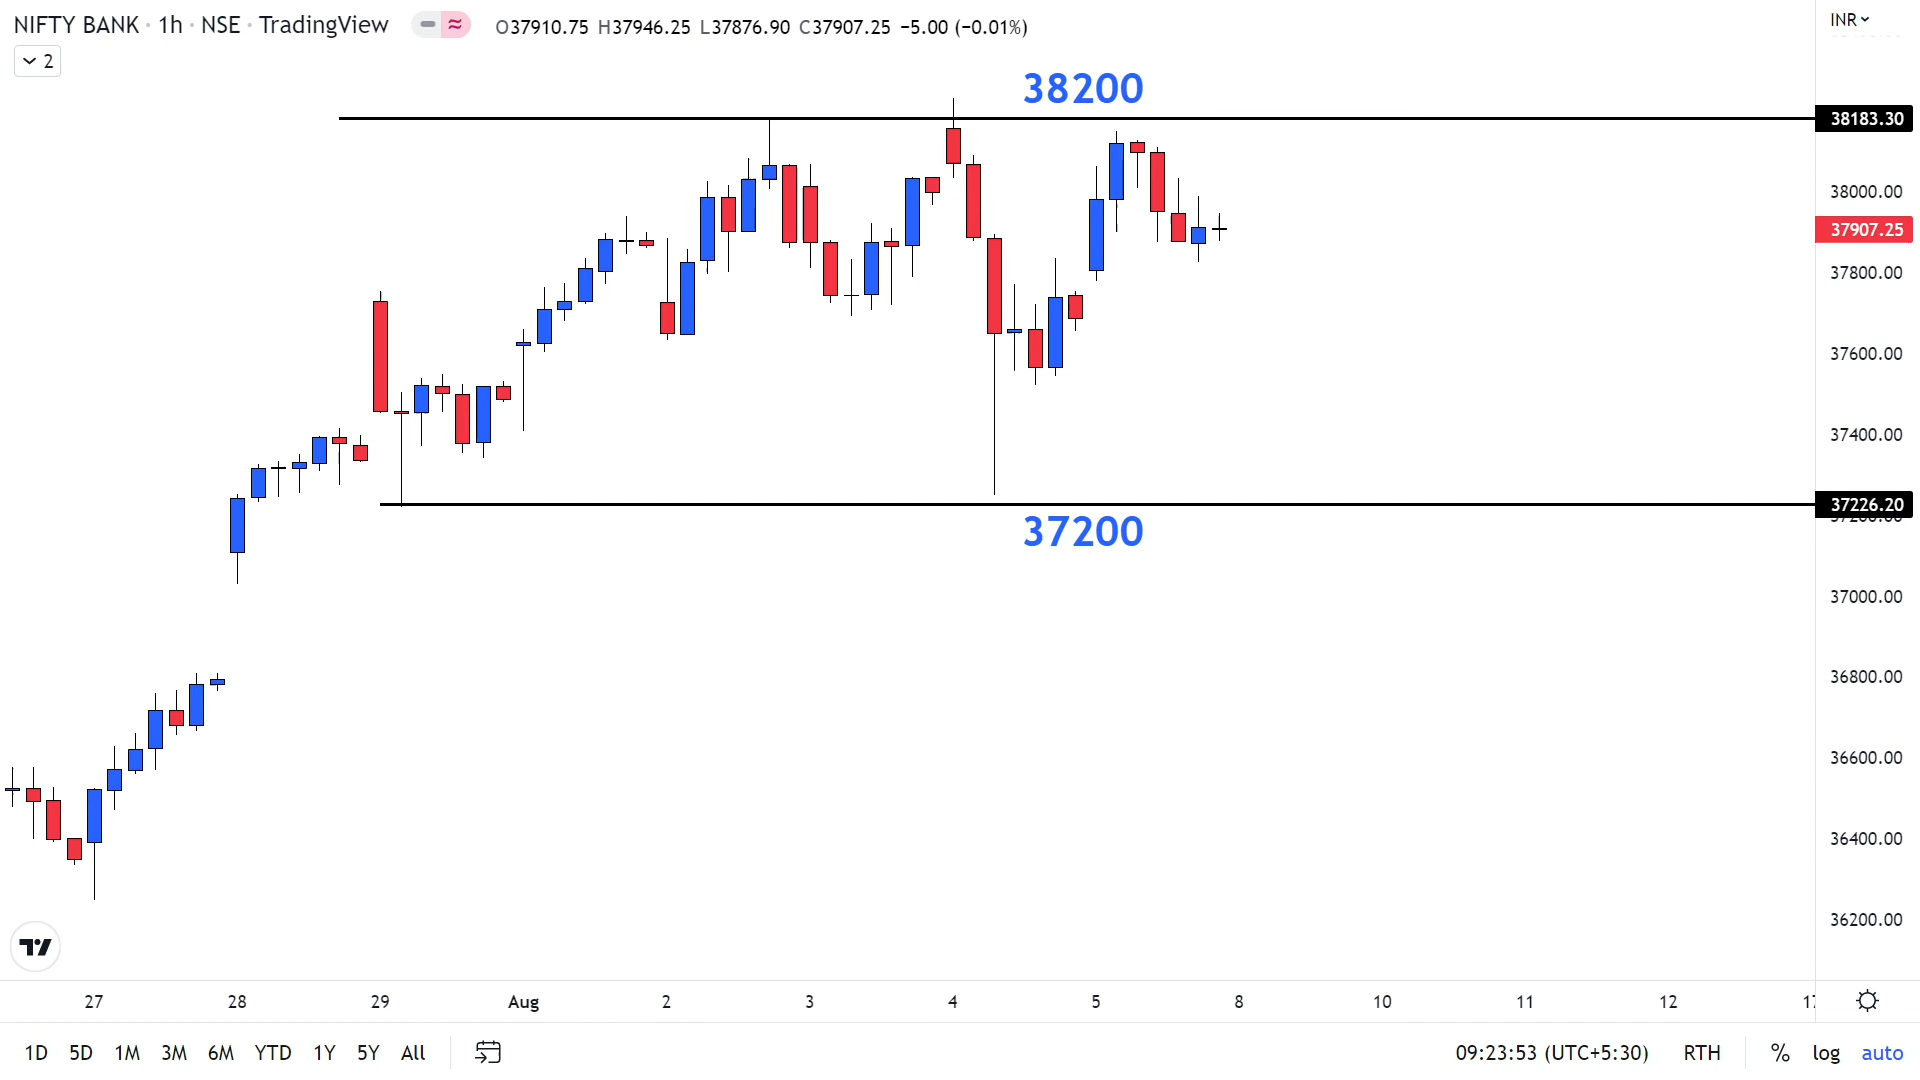 NIFTY BANK · 1h · NSE · TradingView
O37910.75 H37946.25 L37876.90 C37907.25 −5.00 (−0.01%)
INR
2
38200
38183.30
38000.00
37907.25
37800.00
37600.00
37400.00
37226.20
37200
37000.00
36800.00
36600.00
36400.00
36200.00
27 28 29 Aug 2 3 4 5 8 10 11 12
1D 5D 1M 3M 6M YTD 1Y 5Y All
09:23:53 (UTC+5:30) RTH % log auto